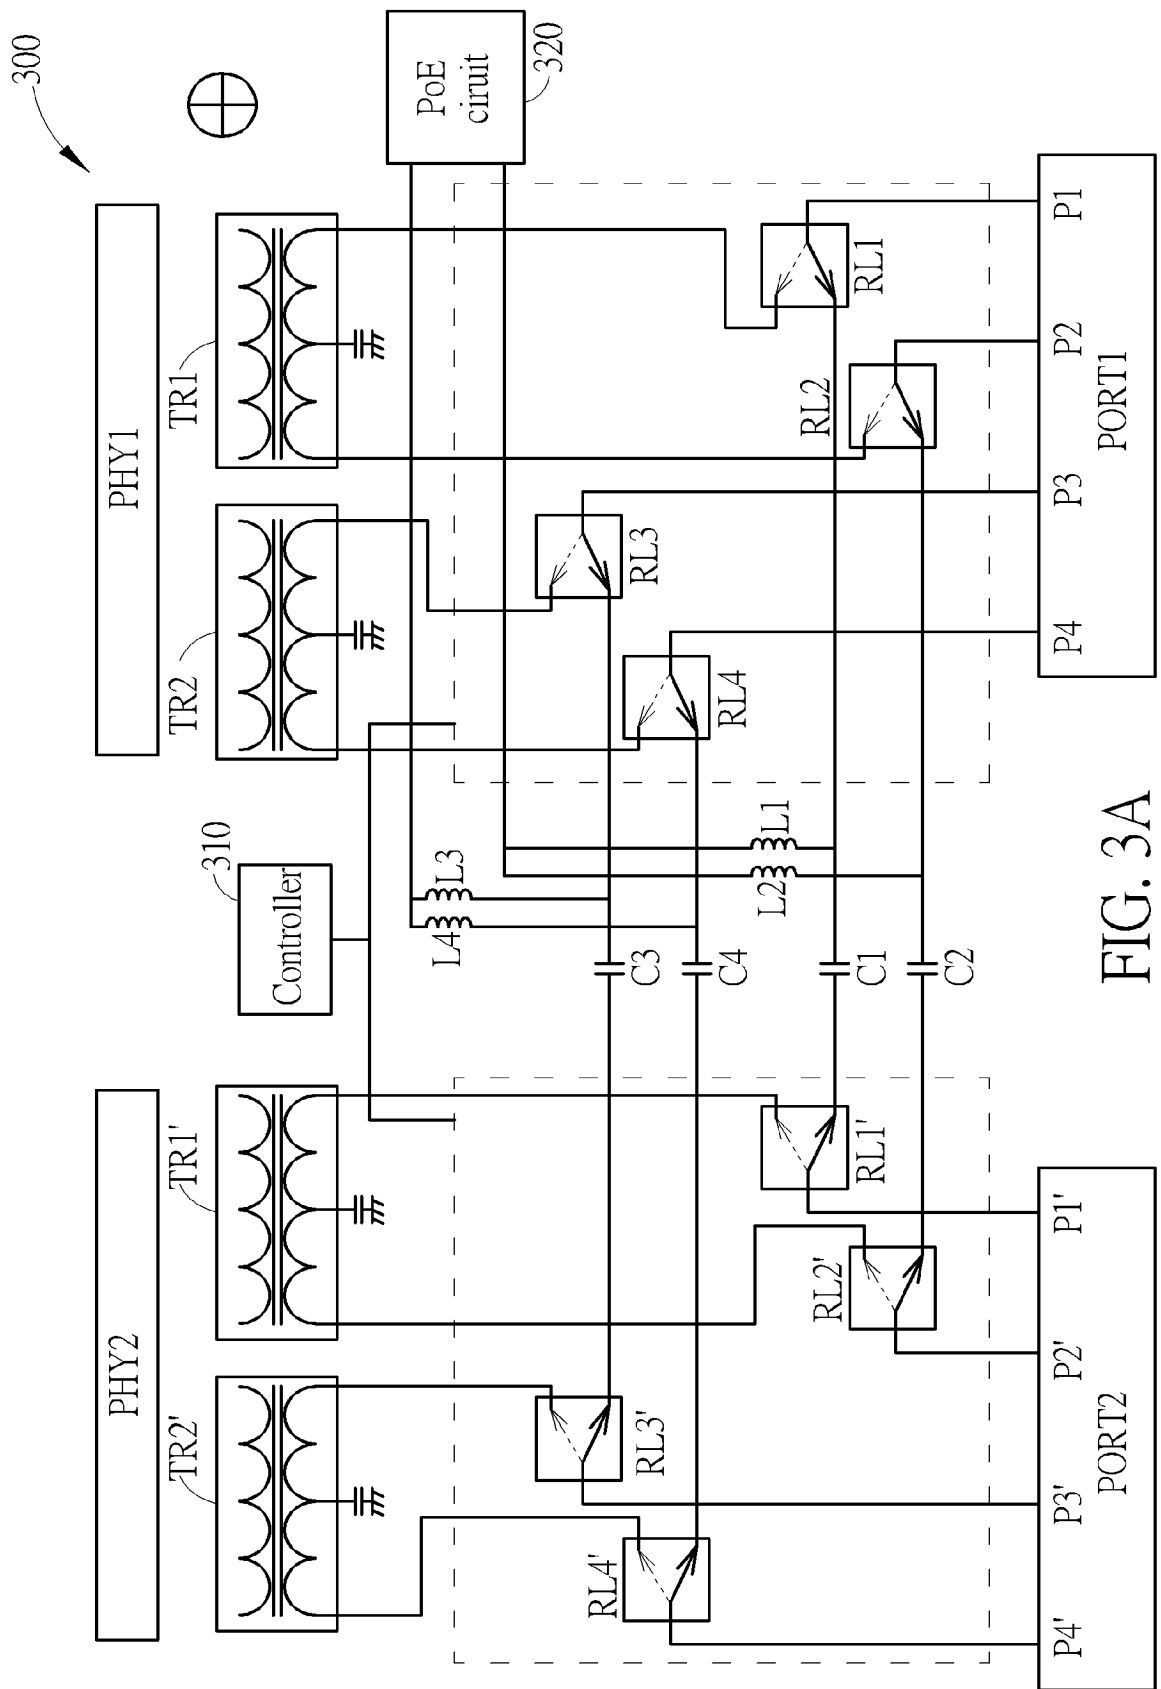 300
PHY2
PHY1
TR2'
TR1'
Controller
310
TR2
TR1
PoE
ciruit
320
L4
L3
RL4'
RL3'
C3
C4
RL4
RL3
RL2'
RL1'
L2
L1
C1
C2
RL2
RL1
P4'
P3'
P2'
P1'
PORT2
P4
P3
P2
P1
PORT1
FIG. 3A